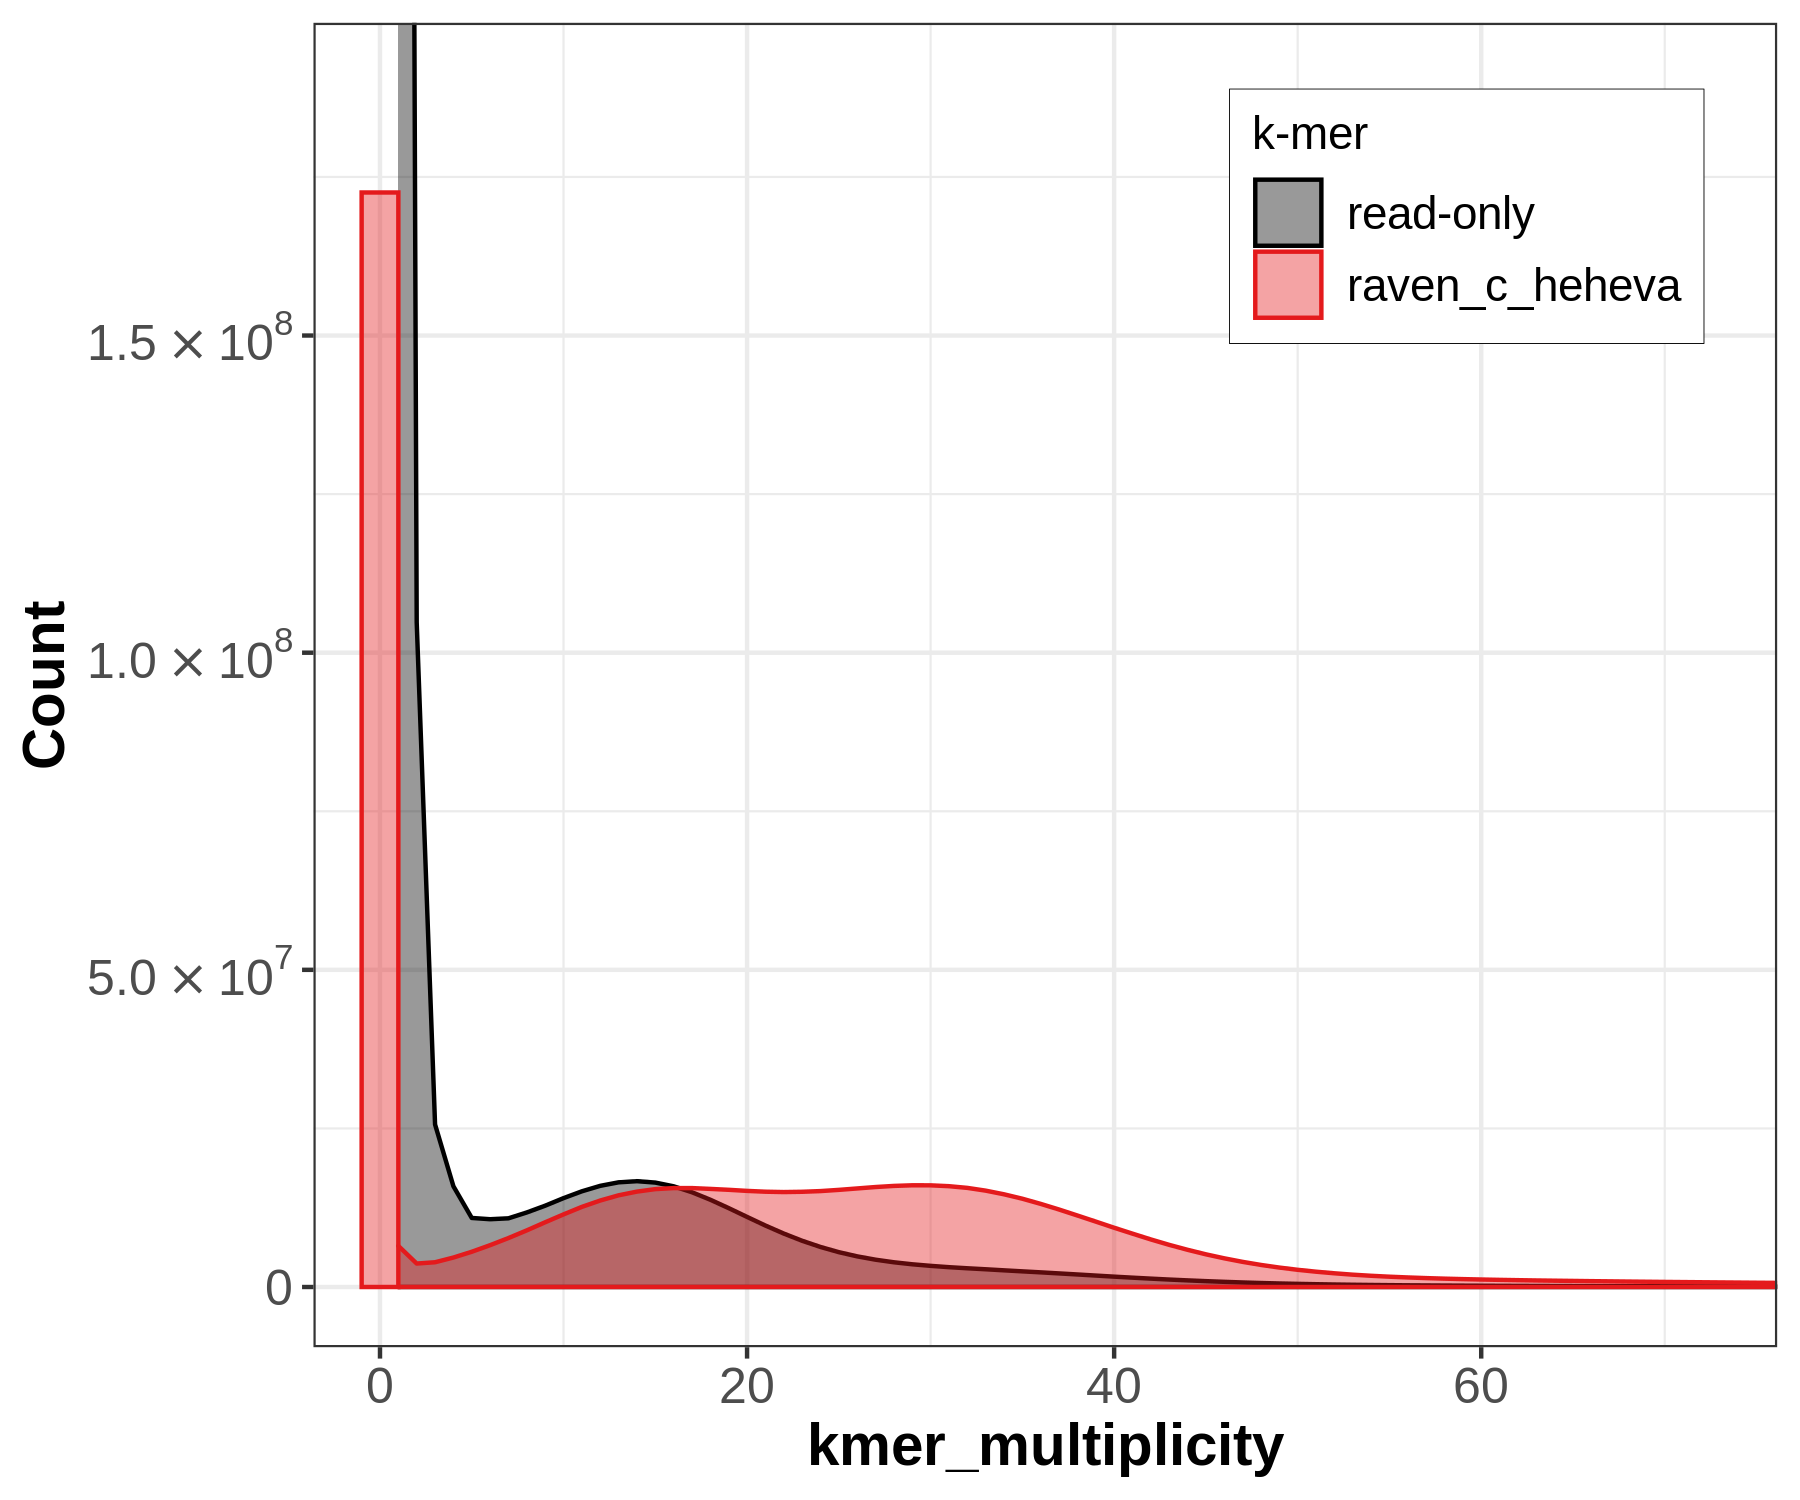 k-mer
read-only
raven_c_heheva
1.5 × 10⁸
1.0 × 10⁸
5.0 × 10⁷
0
Count
0 20 40 60
kmer_multiplicity